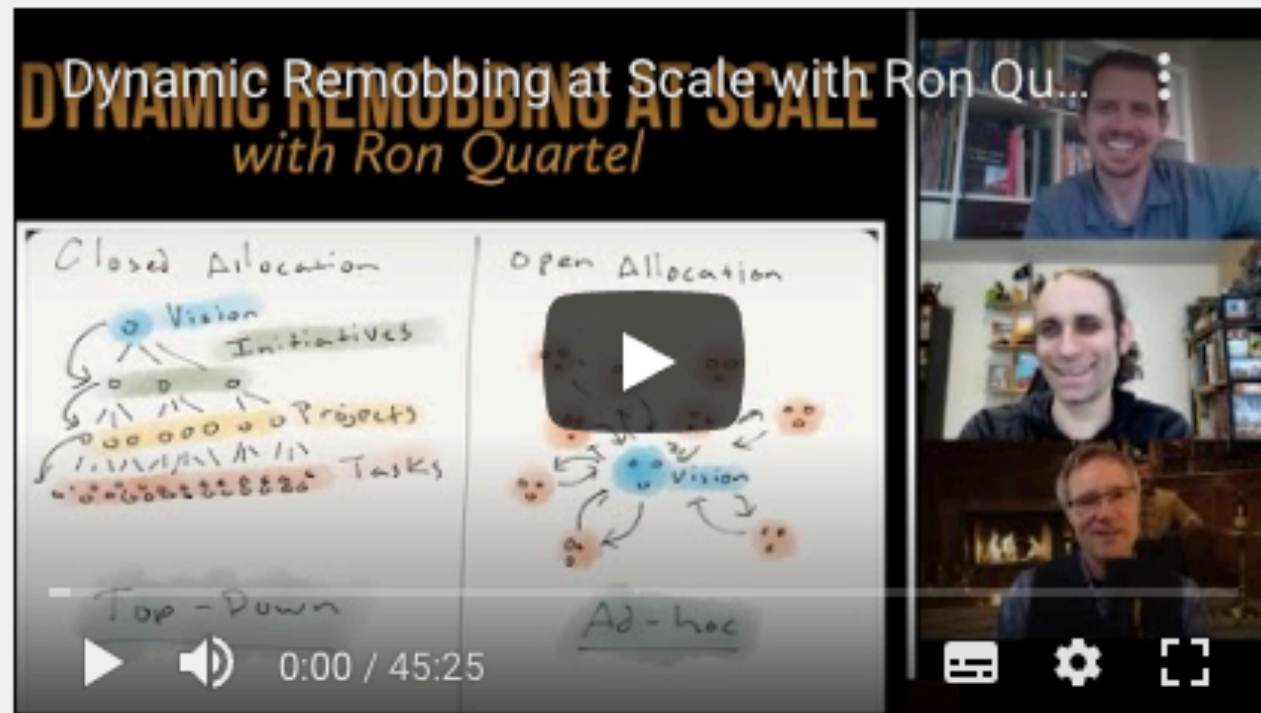 Dynamic Remobbing at Scale with Ron Qu...
DYNAMIC REMOBBING AT SCALE
with Ron Quartel
Closed Allocation
Vision
Initiatives
Projects
Tasks
Top-Down
Open Allocation
Vision
Ad-hoc
0:00 / 45:25